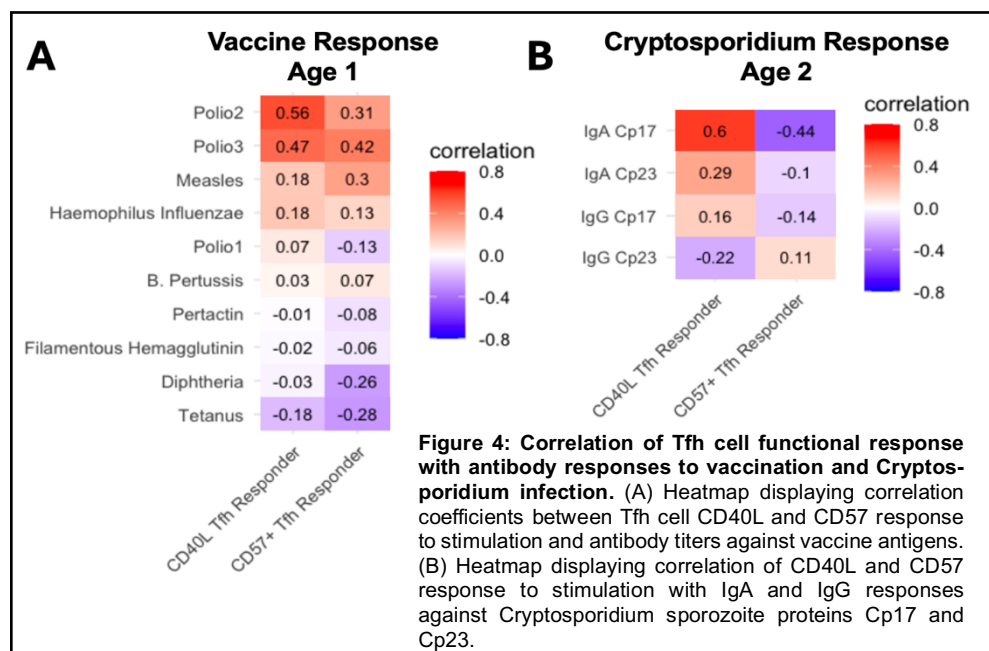 A
Vaccine Response
Age 1
Polio2 0.56 0.31
Polio3 0.47 0.42
Measles 0.18 0.3
Haemophilus Influenzae 0.18 0.13
Polio1 0.07 -0.13
B. Pertussis 0.03 0.07
Pertactin -0.01 -0.08
Filamentous Hemagglutinin -0.02 -0.06
Diphtheria -0.03 -0.26
Tetanus -0.18 -0.28
CD40L Tfh Responder
CD57+ Tfh Responder
correlation
0.8
0.4
0.0
-0.4
-0.8
B
Cryptosporidium Response
Age 2
IgA Cp17 0.6 -0.44
IgA Cp23 0.29 -0.1
IgG Cp17 0.16 -0.14
IgG Cp23 -0.22 0.11
CD40L Tfh Responder
CD57+ Tfh Responder
correlation
0.8
0.4
0.0
-0.4
-0.8
Figure 4: Correlation of Tfh cell functional response
with antibody responses to vaccination and Cryptos-
poridium infection. (A) Heatmap displaying correlation
coefficients between Tfh cell CD40L and CD57 response
to stimulation and antibody titers against vaccine antigens.
(B) Heatmap displaying correlation of CD40L and CD57
response to stimulation with IgA and IgG responses
against Cryptosporidium sporozoite proteins Cp17 and
Cp23.